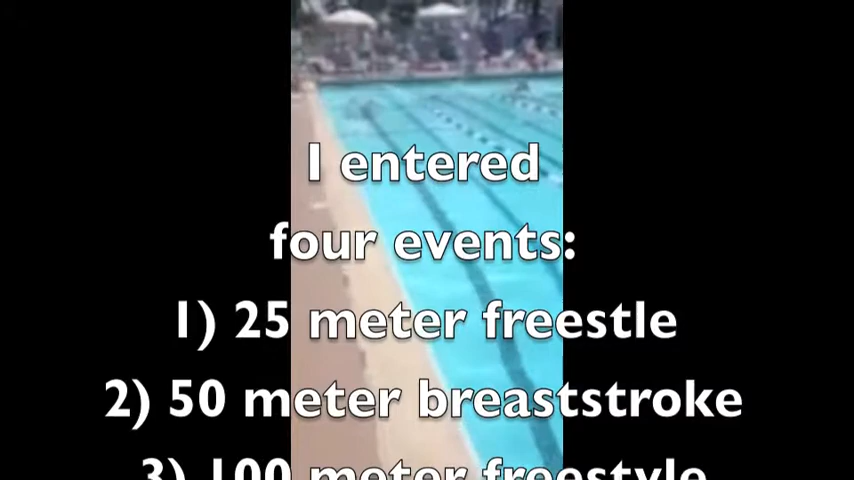 I entered
four events:
1) 25 meter freestle
2) 50 meter breaststroke
3) 100 meter freestyle